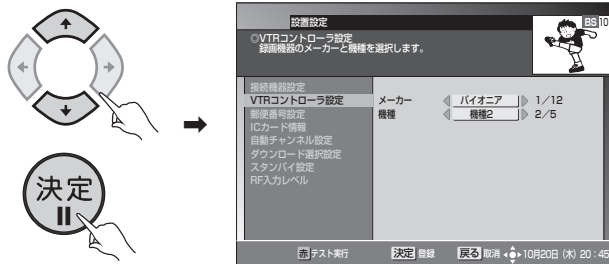 決定
設置設定
BS 10
◎VTRコントローラ設定
録画機器のメーカーと機種を選択します。
接続機器設定
VTRコントローラ設定
郵便番号設定
ICカード情報
自動チャンネル設定
ダウンロード選択設定
スタンバイ設定
RF入力レベル
メーカー パイオニア 1/12
機種 機種2 2/5
赤 テスト実行 決定 登録 戻る 取消 10月20日 (木) 20:45